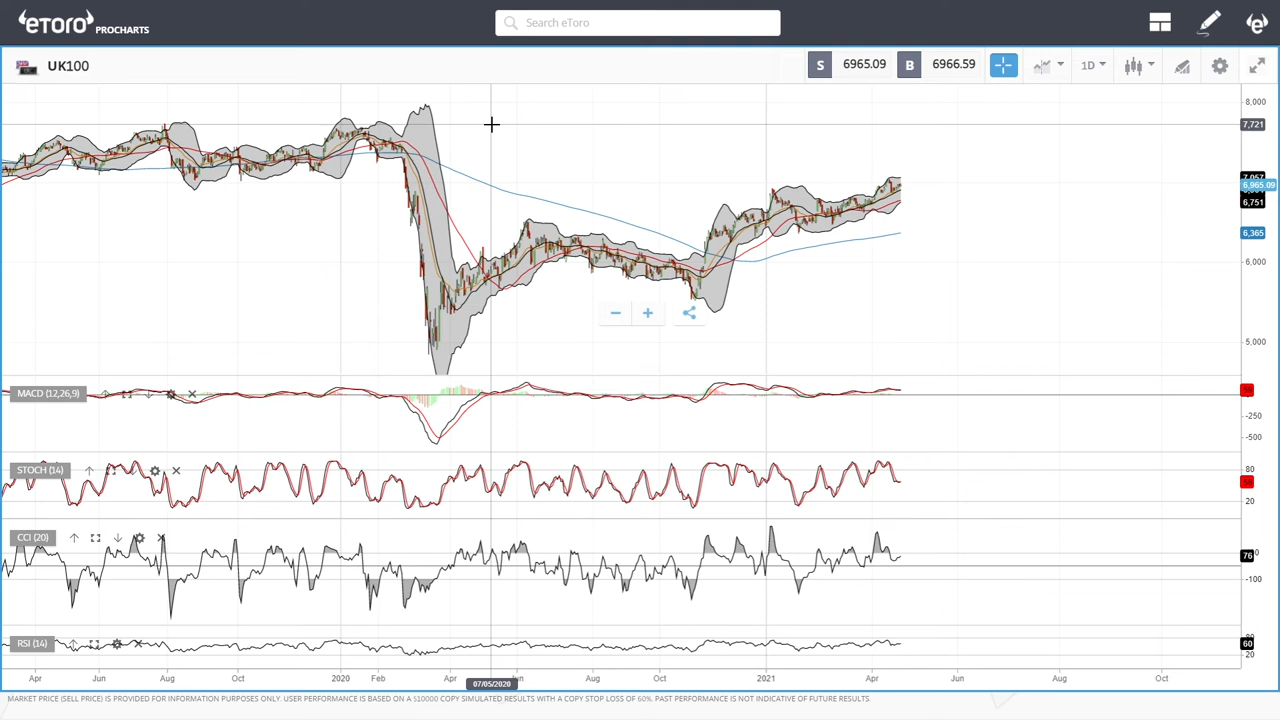 eToro PROCHARTS
Search eToro
UK100
S 6965.09 B 6966.59
1D
8,000
7,721
6,965.09
6,751
6,365
6,000
5,000
MACD (12,26,9)
-250
-500
STOCH (14)
80
20
CCI (20)
76
-100
RSI (14)
60
20
Apr Jun Aug Oct 2020 Feb Apr Jun Aug Oct 2021 Apr Jun Aug Oct
07/05/2020
MARKET PRICE (SELL PRICE) IS PROVIDED FOR INFORMATION PURPOSES ONLY. USER PERFORMANCE IS BASED ON A $10000 COPY SIMULATED RESULTS WITH A COPY STOP LOSS OF 60%. PAST PERFORMANCE IS NOT INDICATIVE OF FUTURE RESULTS.